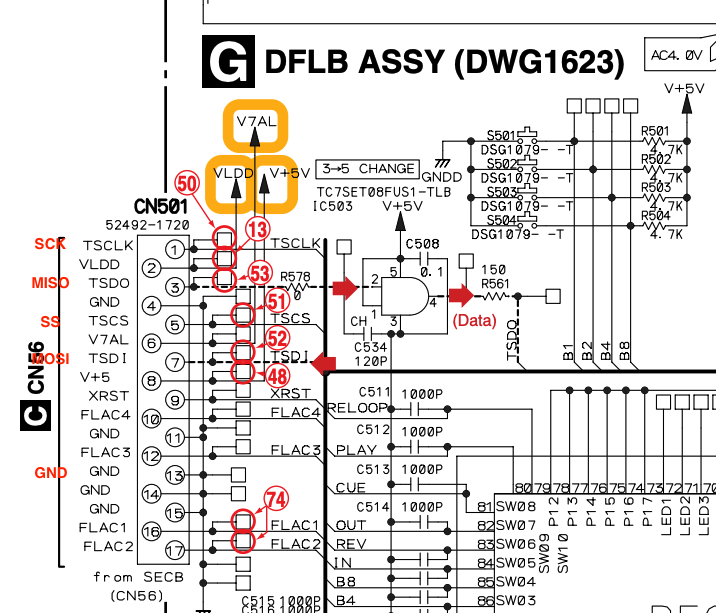 G DFLB ASSY (DWG1623)
AC4. 0V
V+5V
V7AL
VLDD
V+5V
3→5 CHANGE
TC7SET08FUS1-TLB
IC503
V+5V
GNDD
S501
DSG1079- -T
S502
DSG1079- -T
S503
DSG1079- -T
S504
DSG1079- -T
R501
4. 7K
R502
4. 7K
R503
4. 7K
R504
4. 7K
50
13
53
51
52
48
74
CN501
52492-1720
SCK
MISO
SS
MOSI
GND
C CN56
TSCLK 1 TSCLK
VLDD 2
TSDO 3
R578
0
GND 4
TSCS 5 TSCS
V7AL 6
TSDI 7 TSDI
V+5 8
XRST 9 XRST
FLAC4 10 FLAC4
GND 11
FLAC3 12 FLAC3
GND 13
GND 14
GND 15
FLAC1 16 FLAC1
FLAC2 17 FLAC2
from SECB
(CN56)
C508
0. 1
5
2
1
4
3
CH
C534
120P
150
R561
(Data)
TSDO
B1
B2
B4
B8
C511 1000P
RELOOP
C512 1000P
PLAY
C513 1000P
CUE
C514 1000P
OUT
REV
IN
B8
B4
C515 1000P
C516 1000P
80 79 78 77 76 75 74 73 72 71 70
SW09
SW10
P12
P13
P14
P15
P16
P17
LED1
LED2
LED3
81 SW08
82 SW07
83 SW06
84 SW05
85 SW04
86 SW03